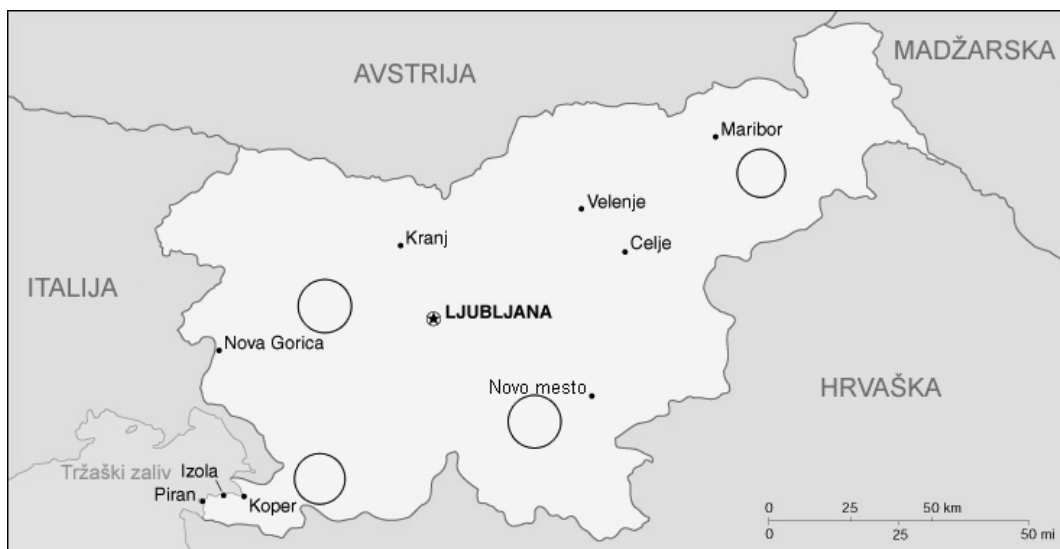 MADŽARSKA
AVSTRIJA
Maribor
Velenje
Kranj
Celje
ITALIJA
LJUBLJANA
Nova Gorica
Novo mesto
HRVAŠKA
Tržaški zaliv
Izola
Piran
Koper
0 25 50 km
0 25 50 mi